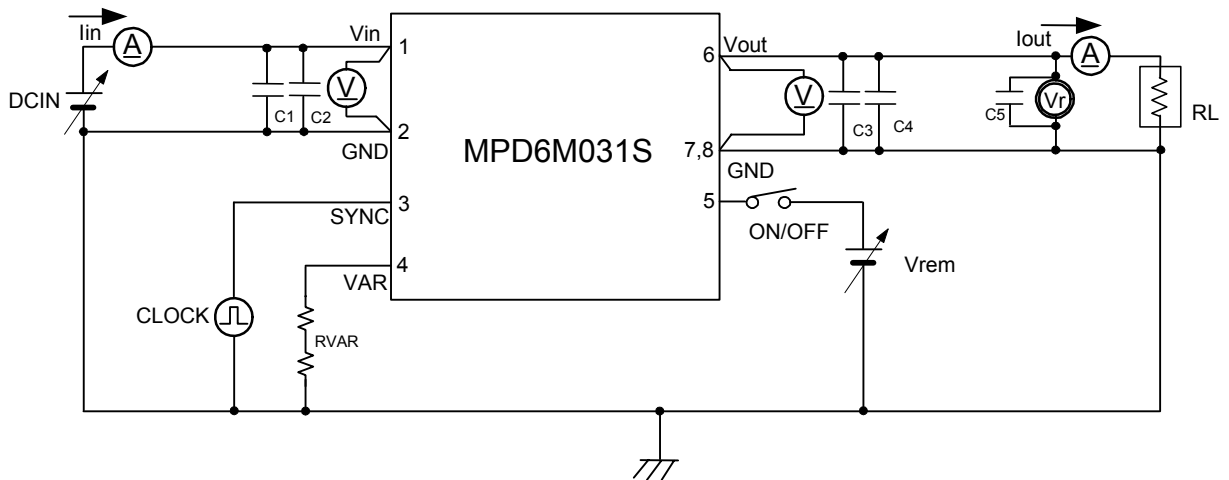 Iin
A
Vin
1
6
Vout
Iout
A
DCIN
C1
C2
V
V
C3
C4
C5
Vr
RL
2
GND
MPD6M031S
7,8
GND
3
SYNC
5
ON/OFF
Vrem
4
VAR
CLOCK
RVAR